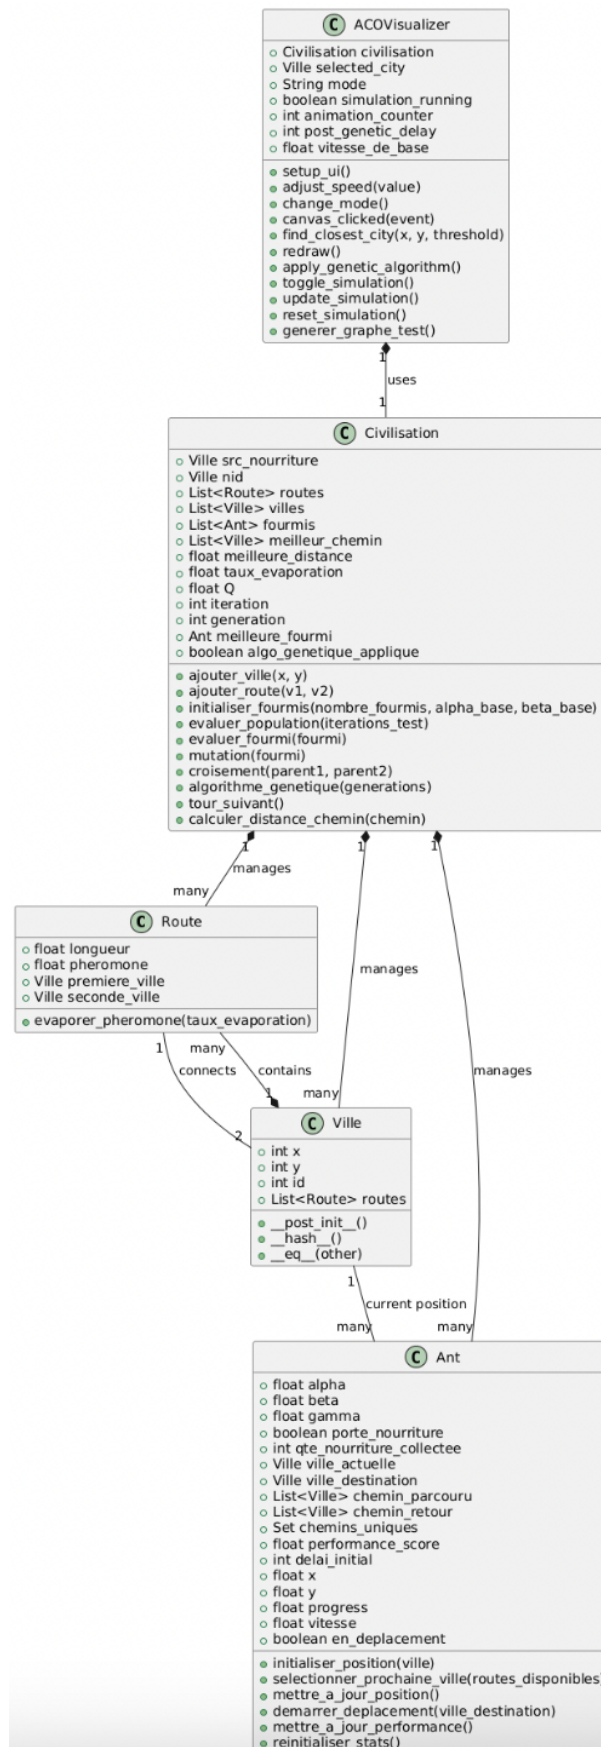 C ACOVisualizer
Civilisation civilisation
Ville selected_city
String mode
boolean simulation_running
int animation_counter
int post_genetic_delay
float vitesse_de_base
setup_ui()
adjust_speed(value)
change_mode()
canvas_clicked(event)
find_closest_city(x, y, threshold)
redraw()
apply_genetic_algorithm()
toggle_simulation()
update_simulation()
reset_simulation()
generer_graphe_test()
1
uses
1
C Civilisation
Ville src_nourriture
Ville nid
List<Route> routes
List<Ville> villes
List<Ant> fourmis
List<Ville> meilleur_chemin
float meilleure_distance
float taux_evaporation
float Q
int iteration
int generation
Ant meilleure_fourmi
boolean algo_genetique_applique
ajouter_ville(x, y)
ajouter_route(v1, v2)
initialiser_fourmis(nombre_fourmis, alpha_base, beta_base)
evaluer_population(iterations_test)
evaluer_fourmi(fourmi)
mutation(fourmi)
croisement(parent1, parent2)
algorithme_genetique(generations)
tour_suivant()
calculer_distance_chemin(chemin)
1 1 1
manages
many
C Route
float longueur
float pheromone
Ville premiere_ville
Ville seconde_ville
evaporer_pheromone(taux_evaporation)
manages
1 many
connects contains manages
1 many
2
C Ville
int x
int y
int id
List<Route> routes
__post_init__()
__hash__()
__eq__(other)
1
current position
many many
C Ant
float alpha
float beta
float gamma
boolean porte_nourriture
int qte_nourriture_collectee
Ville ville_actuelle
Ville ville_destination
List<Ville> chemin_parcouru
List<Ville> chemin_retour
Set chemins_uniques
float performance_score
int delai_initial
float x
float y
float progress
float vitesse
boolean en_deplacement
initialiser_position(ville)
selectionner_prochaine_ville(routes_disponibles)
mettre_a_jour_position()
demarrer_deplacement(ville_destination)
mettre_a_jour_performance()
reinitialiser_stats()